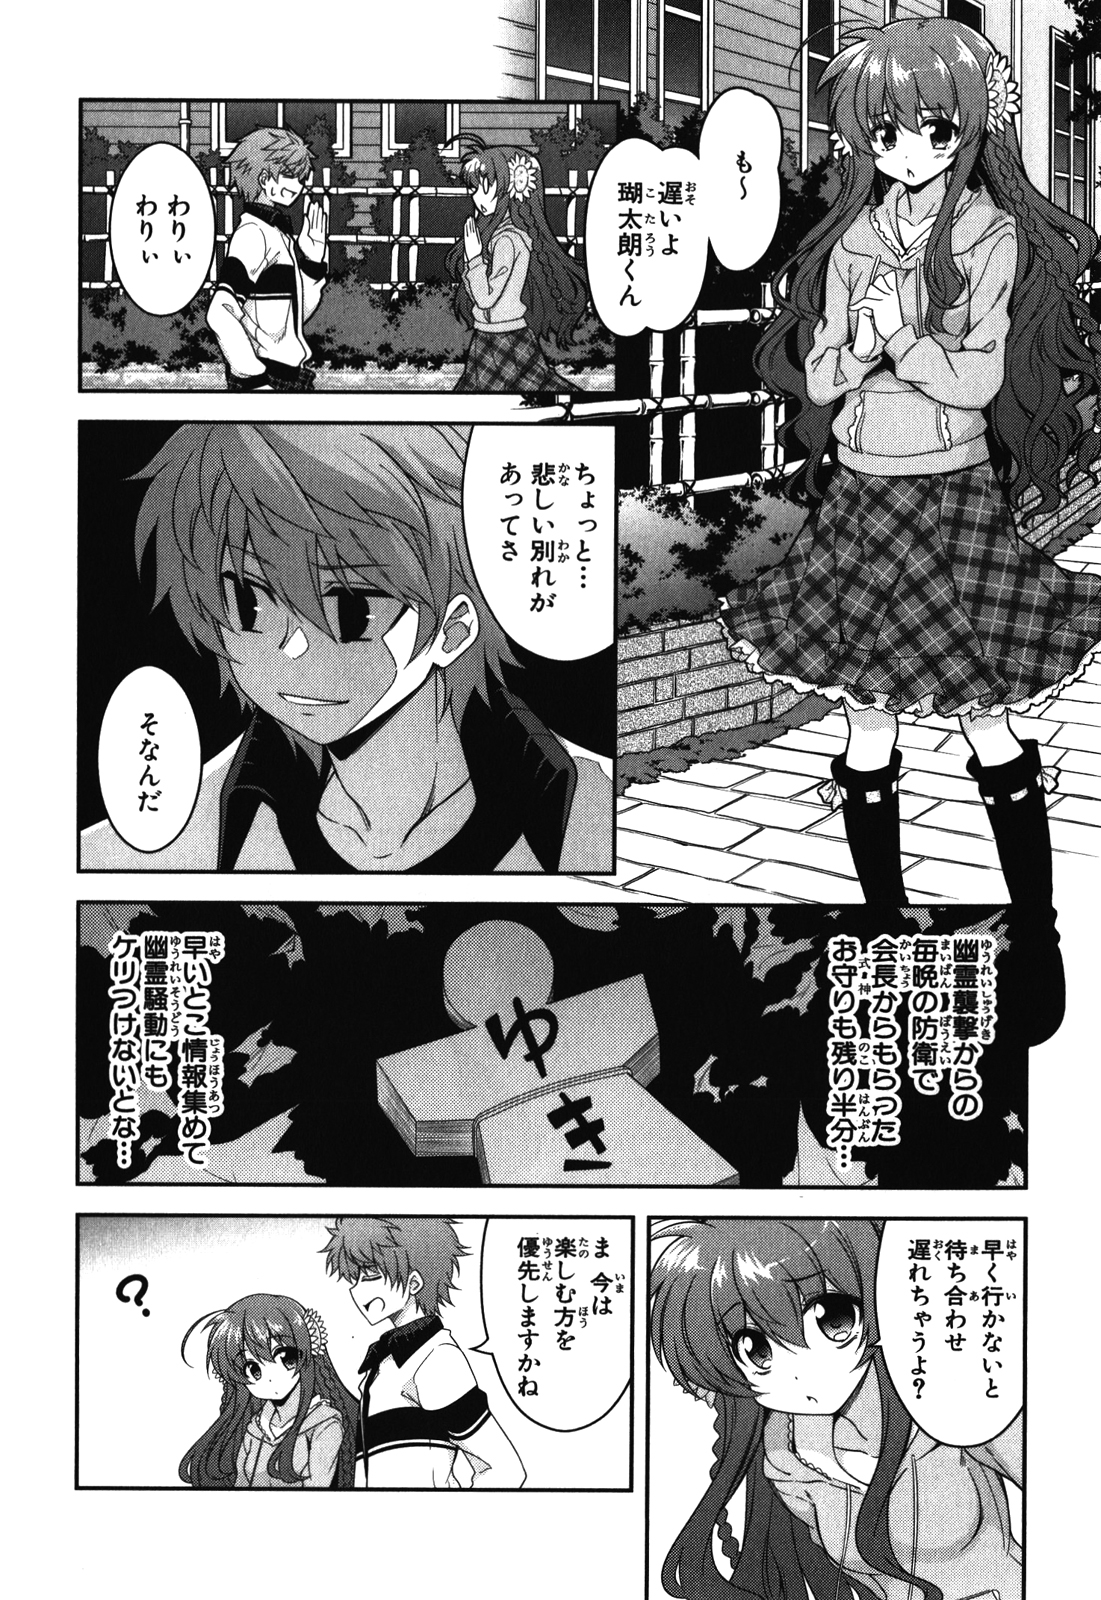 も〜
遅いよ
瑚太朗くん
わりぃ
わりぃ
ちょっと…
悲しい別れが
あってさ
そなんだ
幽霊襲撃からの
毎晩の防衛で
会長からもらった
お守りも残り半分…
ゆき
早いとこ情報集めて
幽霊騒動にも
ケリつけないとな…
早く行かないと
待ち合わせ
遅れちゃうよ？
ま 今は
楽しむ方を
優先しますかね
？